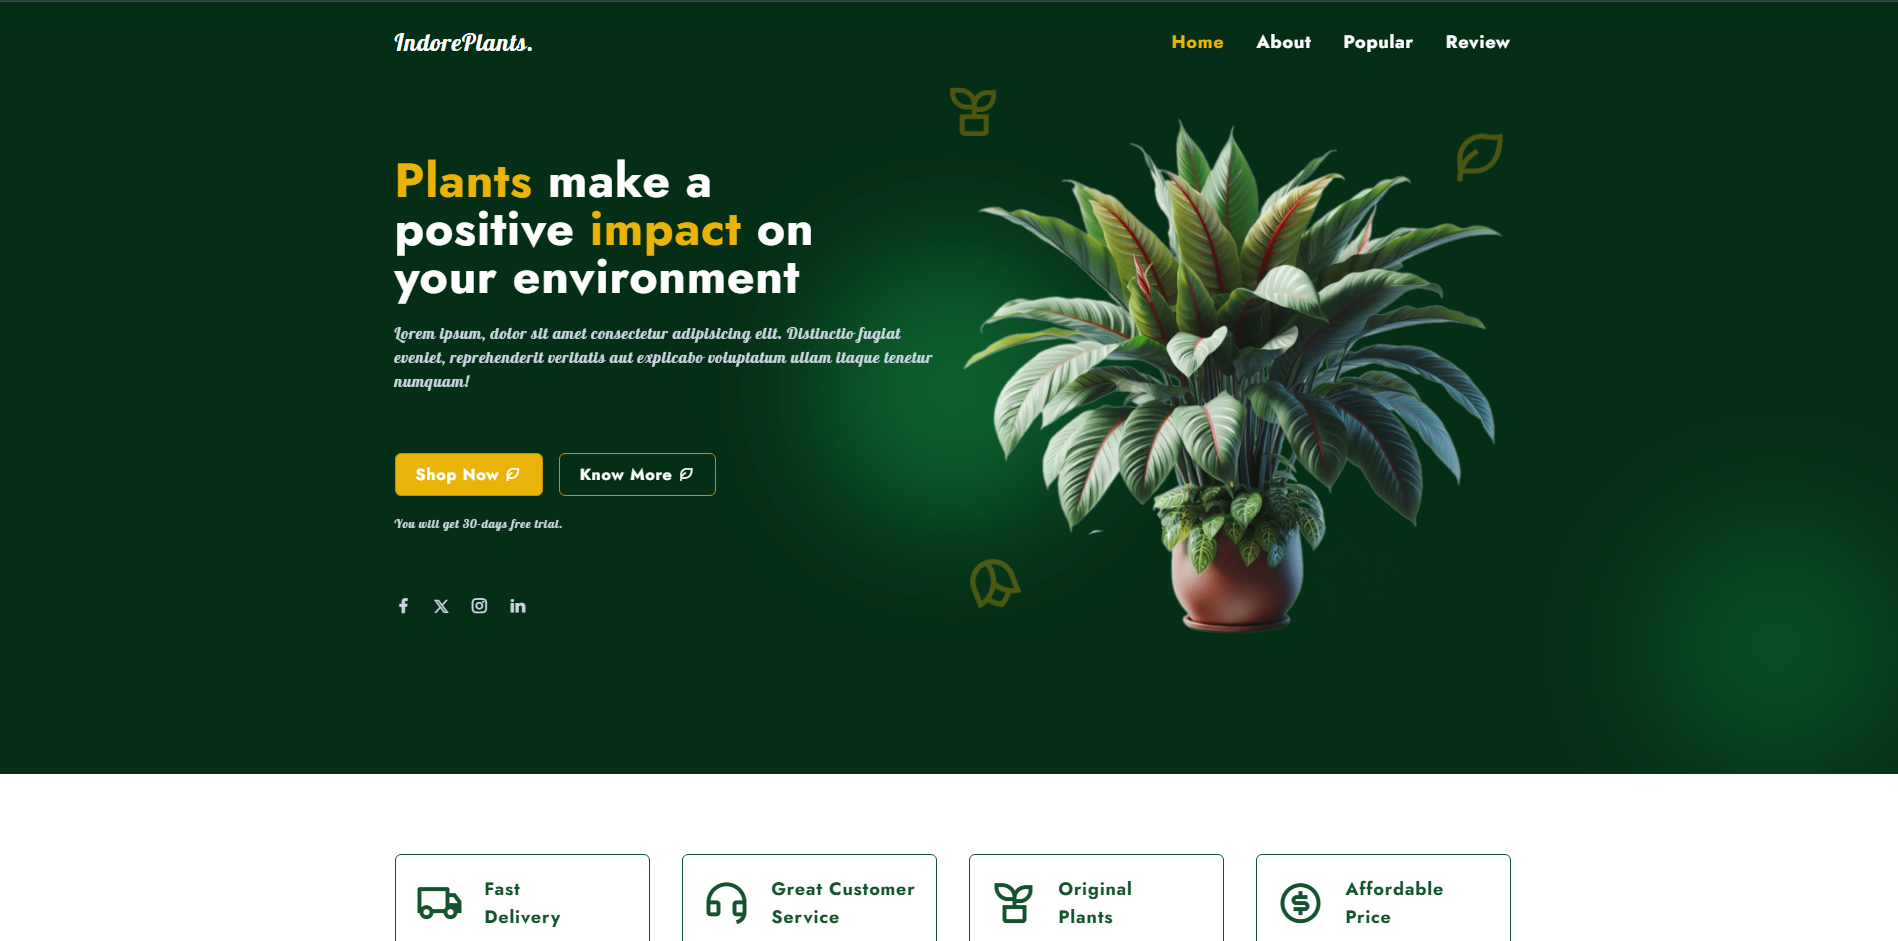 IndorePlants.
Home About Popular Review
Plants make a
positive impact on
your environment
Lorem ipsum, dolor sit amet consectetur adipisicing elit. Distinctio fugiat
eveniet, reprehenderit veritatis aut explicabo voluptatum ullam itaque tenetur
numquam!
Shop Now Know More
You will get 30-days free trial.
Fast
Delivery
Great Customer
Service
Original
Plants
Affordable
Price